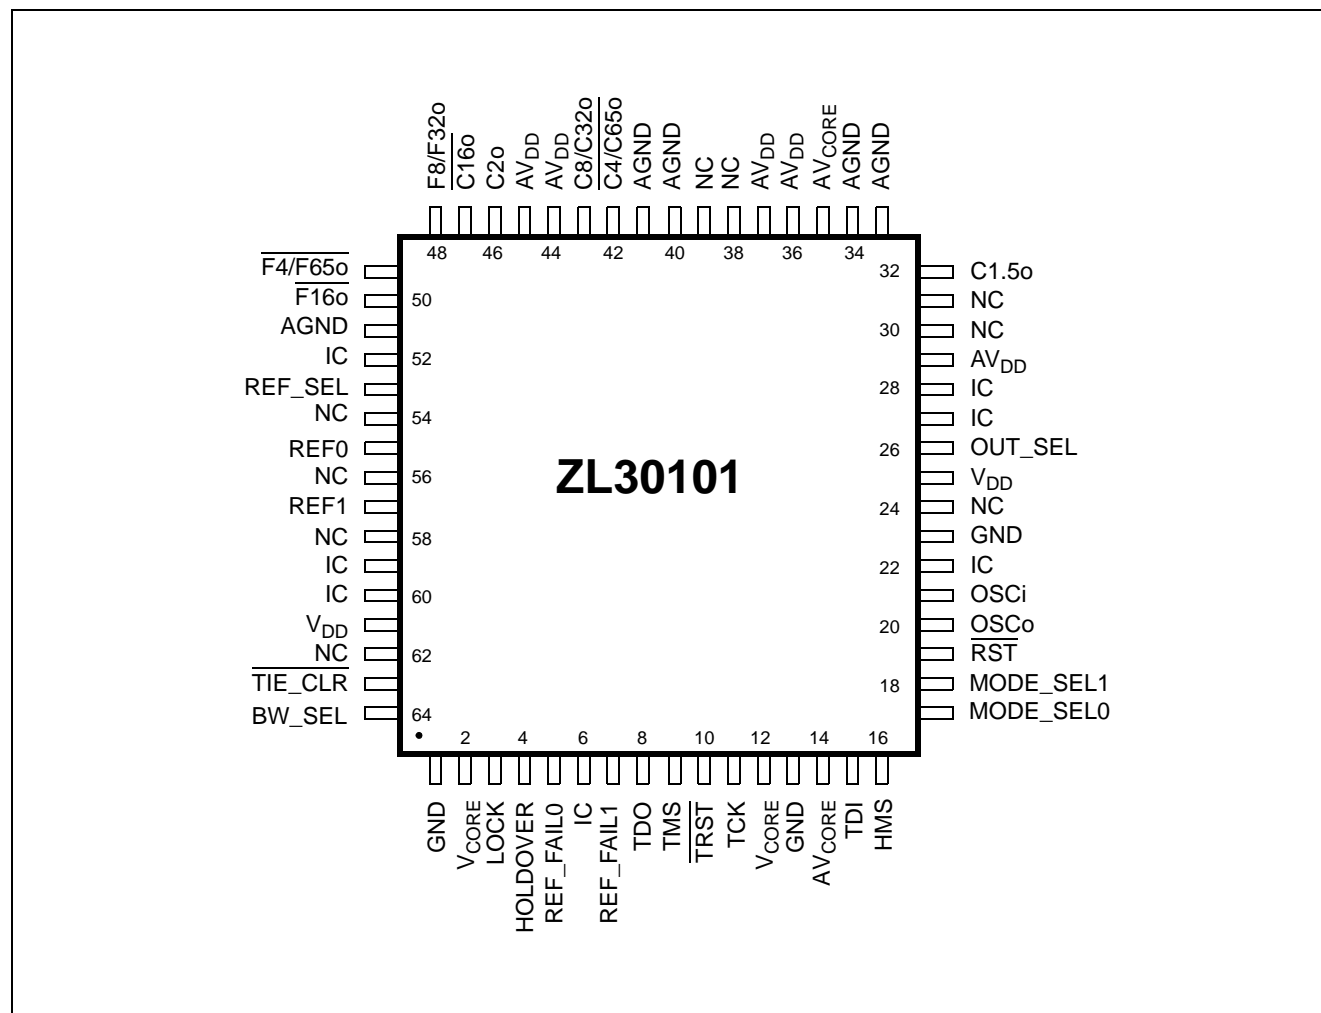 F8/F32o
C16o
C2o
AVDD
AVDD
C8/C32o
C4/C65o
AGND
AGND
NC
NC
AVDD
AVDD
AVCORE
AGND
AGND
48 46 44 42 40 38 36 34
F4/F65o
F16o
AGND
IC
REF_SEL
NC
REF0
NC
REF1
NC
IC
IC
VDD
NC
TIE_CLR
BW_SEL
50
52
54
56
58
60
62
64
ZL30101
32
30
28
26
24
22
20
18
C1.5o
NC
NC
AVDD
IC
IC
OUT_SEL
VDD
NC
GND
IC
OSCi
OSCo
RST
MODE_SEL1
MODE_SEL0
2 4 6 8 10 12 14 16
GND
VCORE
LOCK
HOLDOVER
REF_FAIL0
IC
REF_FAIL1
TDO
TMS
TRST
TCK
VCORE
GND
AVCORE
TDI
HMS